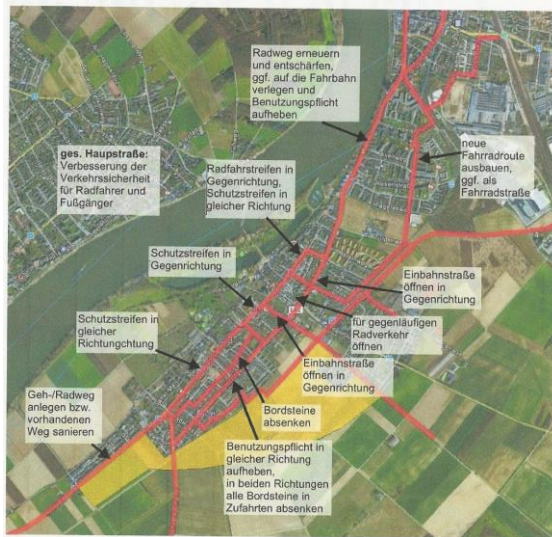 Radweg erneuern
und entschärfen,
ggf. auf die Fahrbahn
verlegen und
Benutzungspflicht
aufheben
ges. Hauptstraße:
Verbesserung der
Verkehrssicherheit
für Radfahrer und
Fußgänger
neue
Fahrradroute
ausbauen,
ggf. als
Fahrradstraße
Radfahrstreifen in
Gegenrichtung,
Schutzstreifen in
gleicher Richtung
Schutzstreifen in
Gegenrichtung
Einbahnstraße
öffnen in
Gegenrichtung
Schutzstreifen in
gleicher
Richtungchtung
für gegenläufigen
Radverkehr
öffnen
Einbahnstraße
öffnen in
Gegenrichtung
Geh-/Radweg
anlegen bzw.
vorhandenen
Weg sanieren
Bordsteine
absenken
Benutzungspflicht in
gleicher Richtung
aufheben,
in beiden Richtungen
alle Bordsteine in
Zufahrten absenken